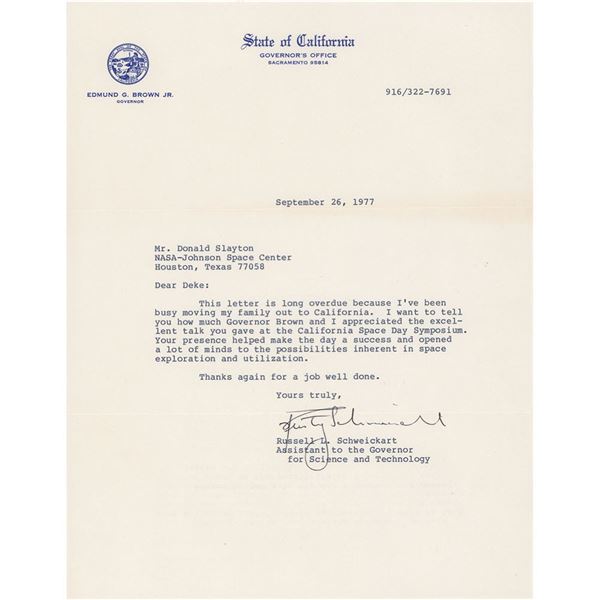 State of California
GOVERNOR'S OFFICE
SACRAMENTO 95814
EDMUND G. BROWN JR.
GOVERNOR
916/322-7691
September 26, 1977
Mr. Donald Slayton
NASA-Johnson Space Center
Houston, Texas 77058
Dear Deke:
This letter is long overdue because I've been
busy moving my family out to California. I want to tell
you how much Governor Brown and I appreciated the excel-
lent talk you gave at the California Space Day Symposium.
Your presence helped make the day a success and opened
a lot of minds to the possibilities inherent in space
exploration and utilization.
Thanks again for a job well done.
Yours truly,
Rusty Schweickart
Russell L. Schweickart
Assistant to the Governor
for Science and Technology